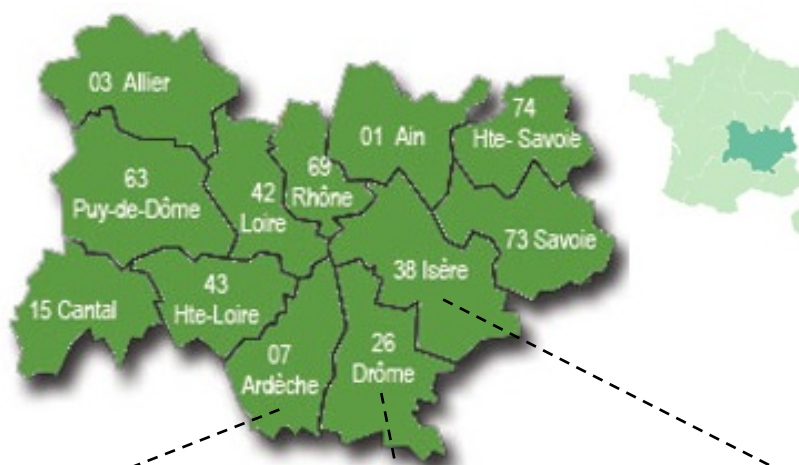 03 Allier
74
Hte- Savoie
01 Ain
63
Puy-de-Dôme
69
Rhône
42
Loire
73 Savoie
38 Isère
43
Hte-Loire
15 Cantal
07
Ardèche
26
Drôme